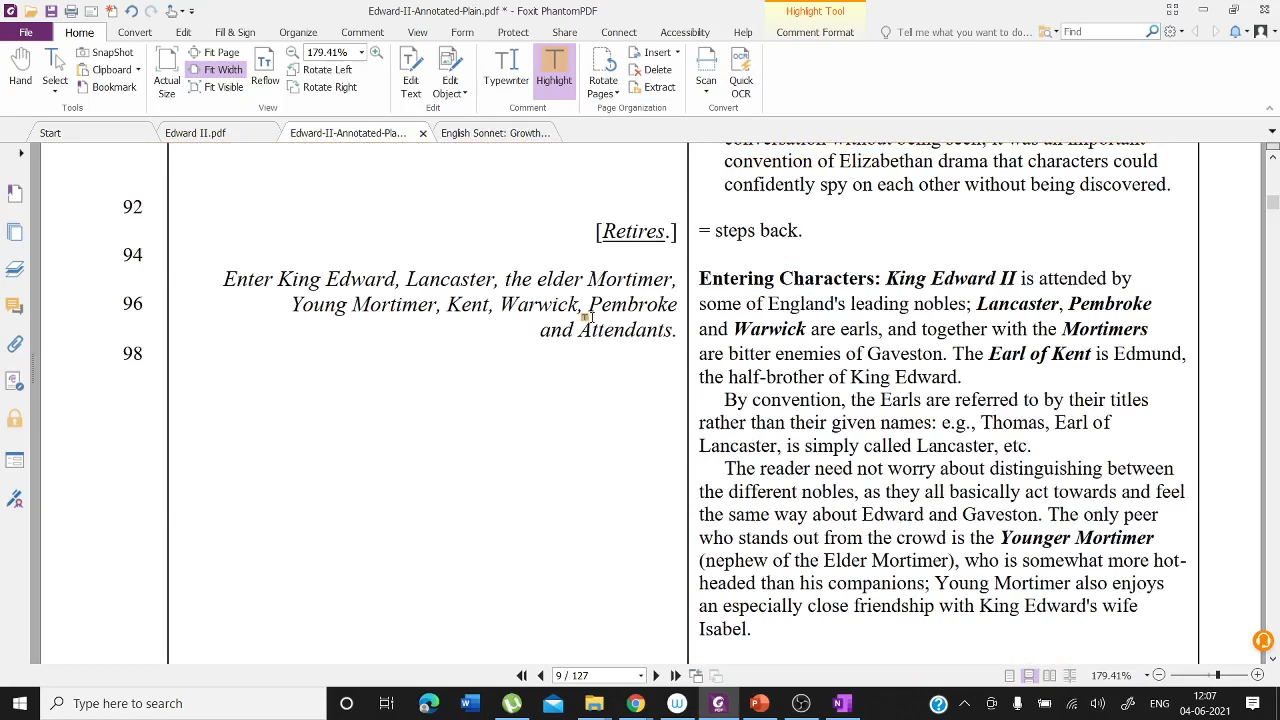 Edward-II-Annotated-Plain.pdf * - Foxit PhantomPDF
Highlight Tool
File
Home
Convert
Edit
Fill & Sign
Organize
Comment
View
Form
Protect
Share
Connect
Accessibility
Help
Comment Format
Tell me what you want to do...
Find
Hand
Select
SnapShot
Clipboard
Bookmark
Tools
Actual Size
Fit Page
Fit Width
Fit Visible
Reflow
179.41%
Rotate Left
Rotate Right
View
Edit Text
Edit Object
Edit
Typewriter
Highlight
Comment
Rotate Pages
Insert
Delete
Extract
Page Organization
Scan
Quick OCR
Convert
Start
Edward II.pdf
Edward-II-Annotated-Pla...
English Sonnet: Growth...
conversation without being seen; it was an important
convention of Elizabethan drama that characters could
confidently spy on each other without being discovered.
92
[Retires.]
= steps back.
94
Enter King Edward, Lancaster, the elder Mortimer,
96
Young Mortimer, Kent, Warwick, Pembroke
and Attendants.
98
Entering Characters: King Edward II is attended by
some of England's leading nobles; Lancaster, Pembroke
and Warwick are earls, and together with the Mortimers
are bitter enemies of Gaveston. The Earl of Kent is Edmund,
the half-brother of King Edward.
By convention, the Earls are referred to by their titles
rather than their given names: e.g., Thomas, Earl of
Lancaster, is simply called Lancaster, etc.
The reader need not worry about distinguishing between
the different nobles, as they all basically act towards and feel
the same way about Edward and Gaveston. The only peer
who stands out from the crowd is the Younger Mortimer
(nephew of the Elder Mortimer), who is somewhat more hot-
headed than his companions; Young Mortimer also enjoys
an especially close friendship with King Edward's wife
Isabel.
9 / 127
179.41%
Type here to search
12:07
04-06-2021